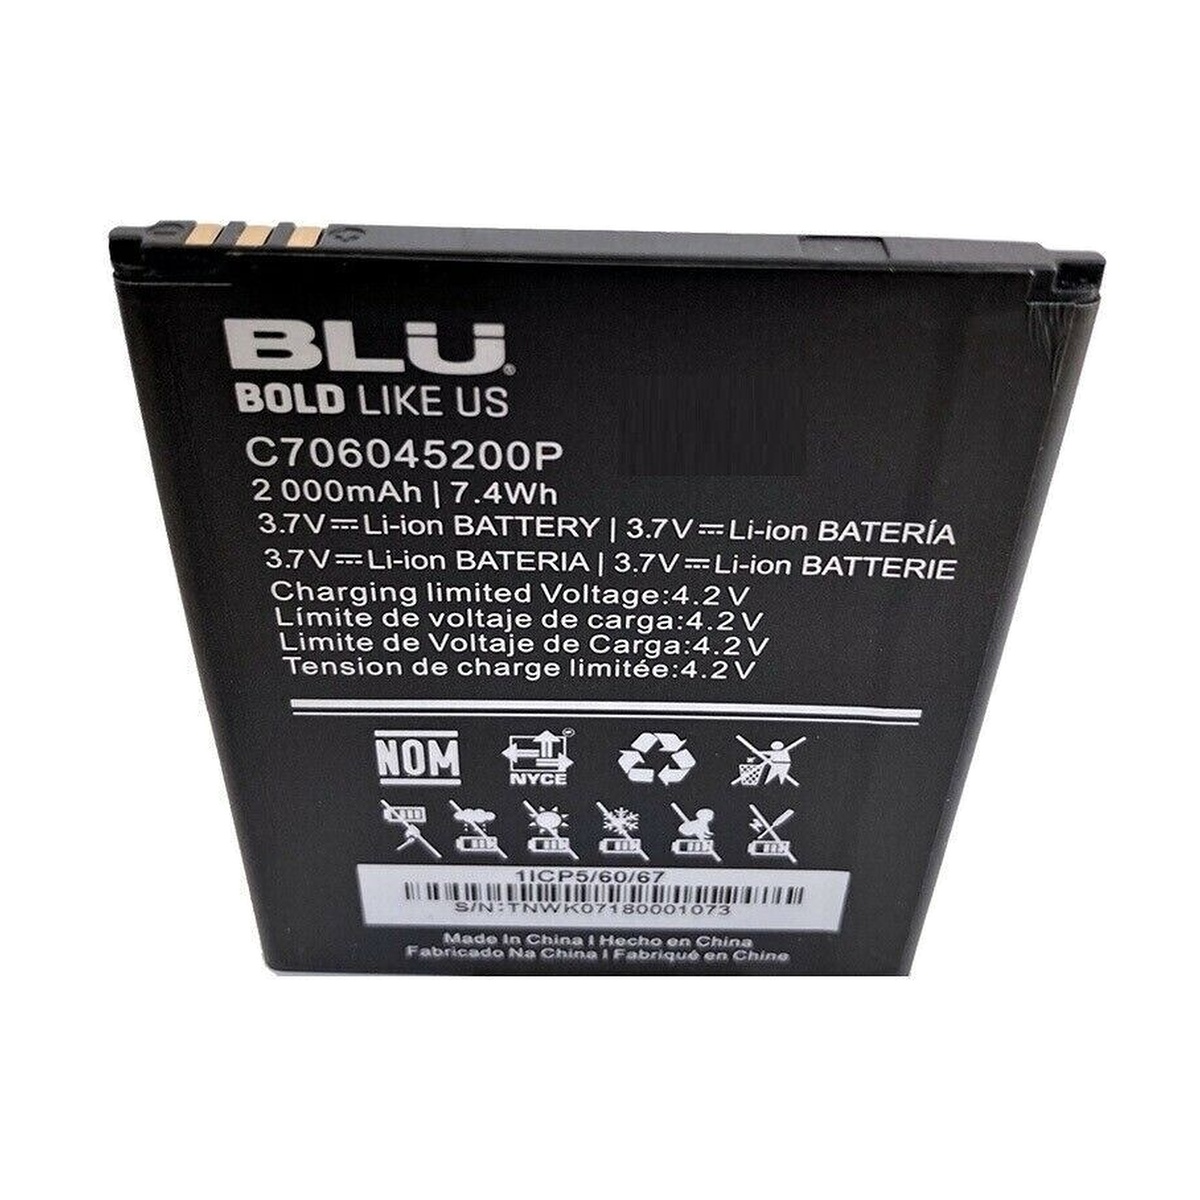 BLU®
BOLD LIKE US
C706045200P
2 000mAh | 7.4Wh
3.7V⎓Li-ion BATTERY | 3.7V⎓Li-ion BATERÍA
3.7V⎓Li-ion BATERIA | 3.7V⎓Li-ion BATTERIE
Charging limited Voltage:4.2V
Límite de voltaje de carga:4.2V
Limite de Voltaje de Carga:4.2V
Tension de charge limitée:4.2V
NOM
NYCE
1ICP5/60/67
S/N:TNWK07180001073
Made In China | Hecho en China
Fabricado Na China | Fabriqué en Chine